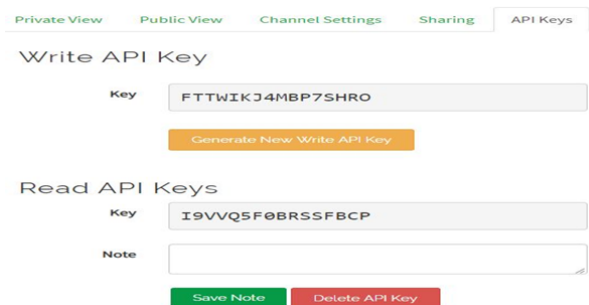 Private View Public View Channel Settings Sharing API Keys
Write API Key
Key FTTWIKJ4MBP7SHRO
Generate New Write API Key
Read API Keys
Key I9VVQ5F0BRSSFBCP
Note
Save Note Delete API Key